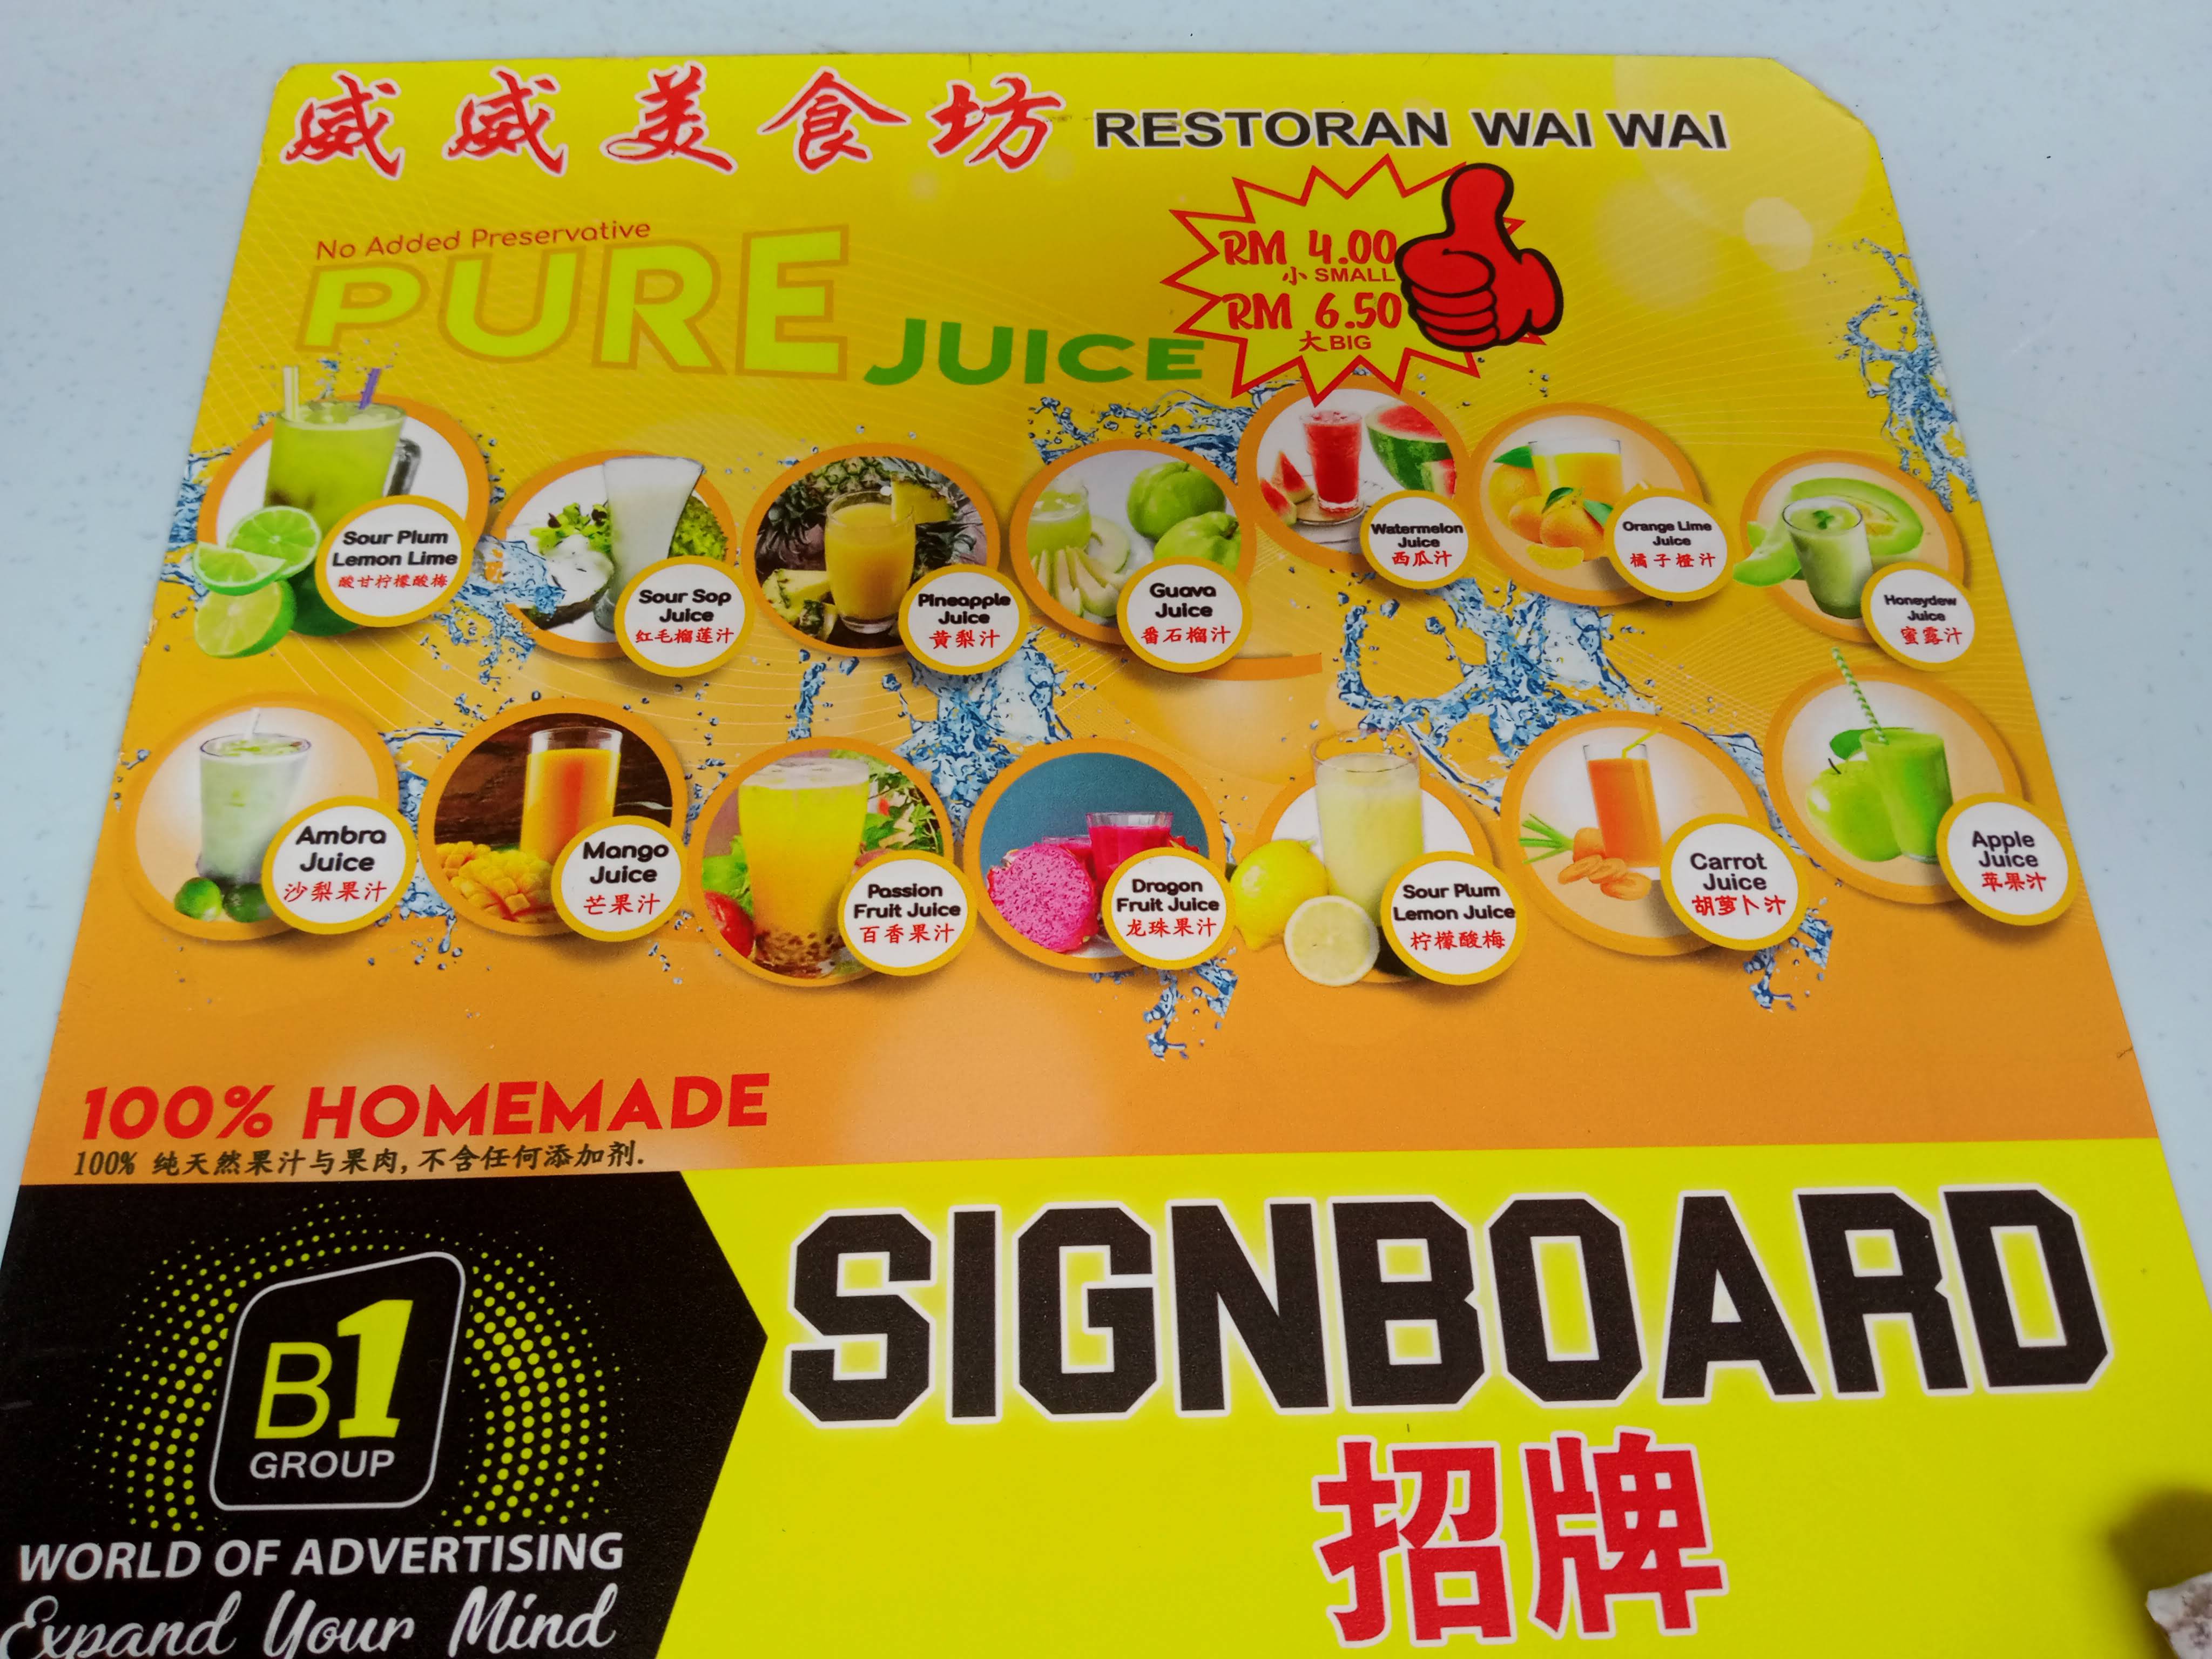 威威美食坊 RESTORAN WAI WAI
No Added Preservative
PURE JUICE
RM 4.00
小 SMALL
RM 6.50
大 BIG
Sour Plum
Lemon Lime
酸甘柠檬酸梅
Sour Sop
Juice
红毛榴莲汁
Pineapple
Juice
黄梨汁
Guava
Juice
番石榴汁
Watermelon
Juice
西瓜汁
Orange Lime
Juice
橘子橙汁
Honeydew
Juice
蜜露汁
Ambra
Juice
沙梨果汁
Mango
Juice
芒果汁
Passion
Fruit Juice
百香果汁
Dragon
Fruit Juice
龙珠果汁
Sour Plum
Lemon Juice
柠檬酸梅
Carrot
Juice
胡萝卜汁
Apple
Juice
苹果汁
100% HOMEMADE
100% 纯天然果汁与果肉,不含任何添加剂.
B1
GROUP
WORLD OF ADVERTISING
Expand Your Mind
SIGNBOARD
招牌